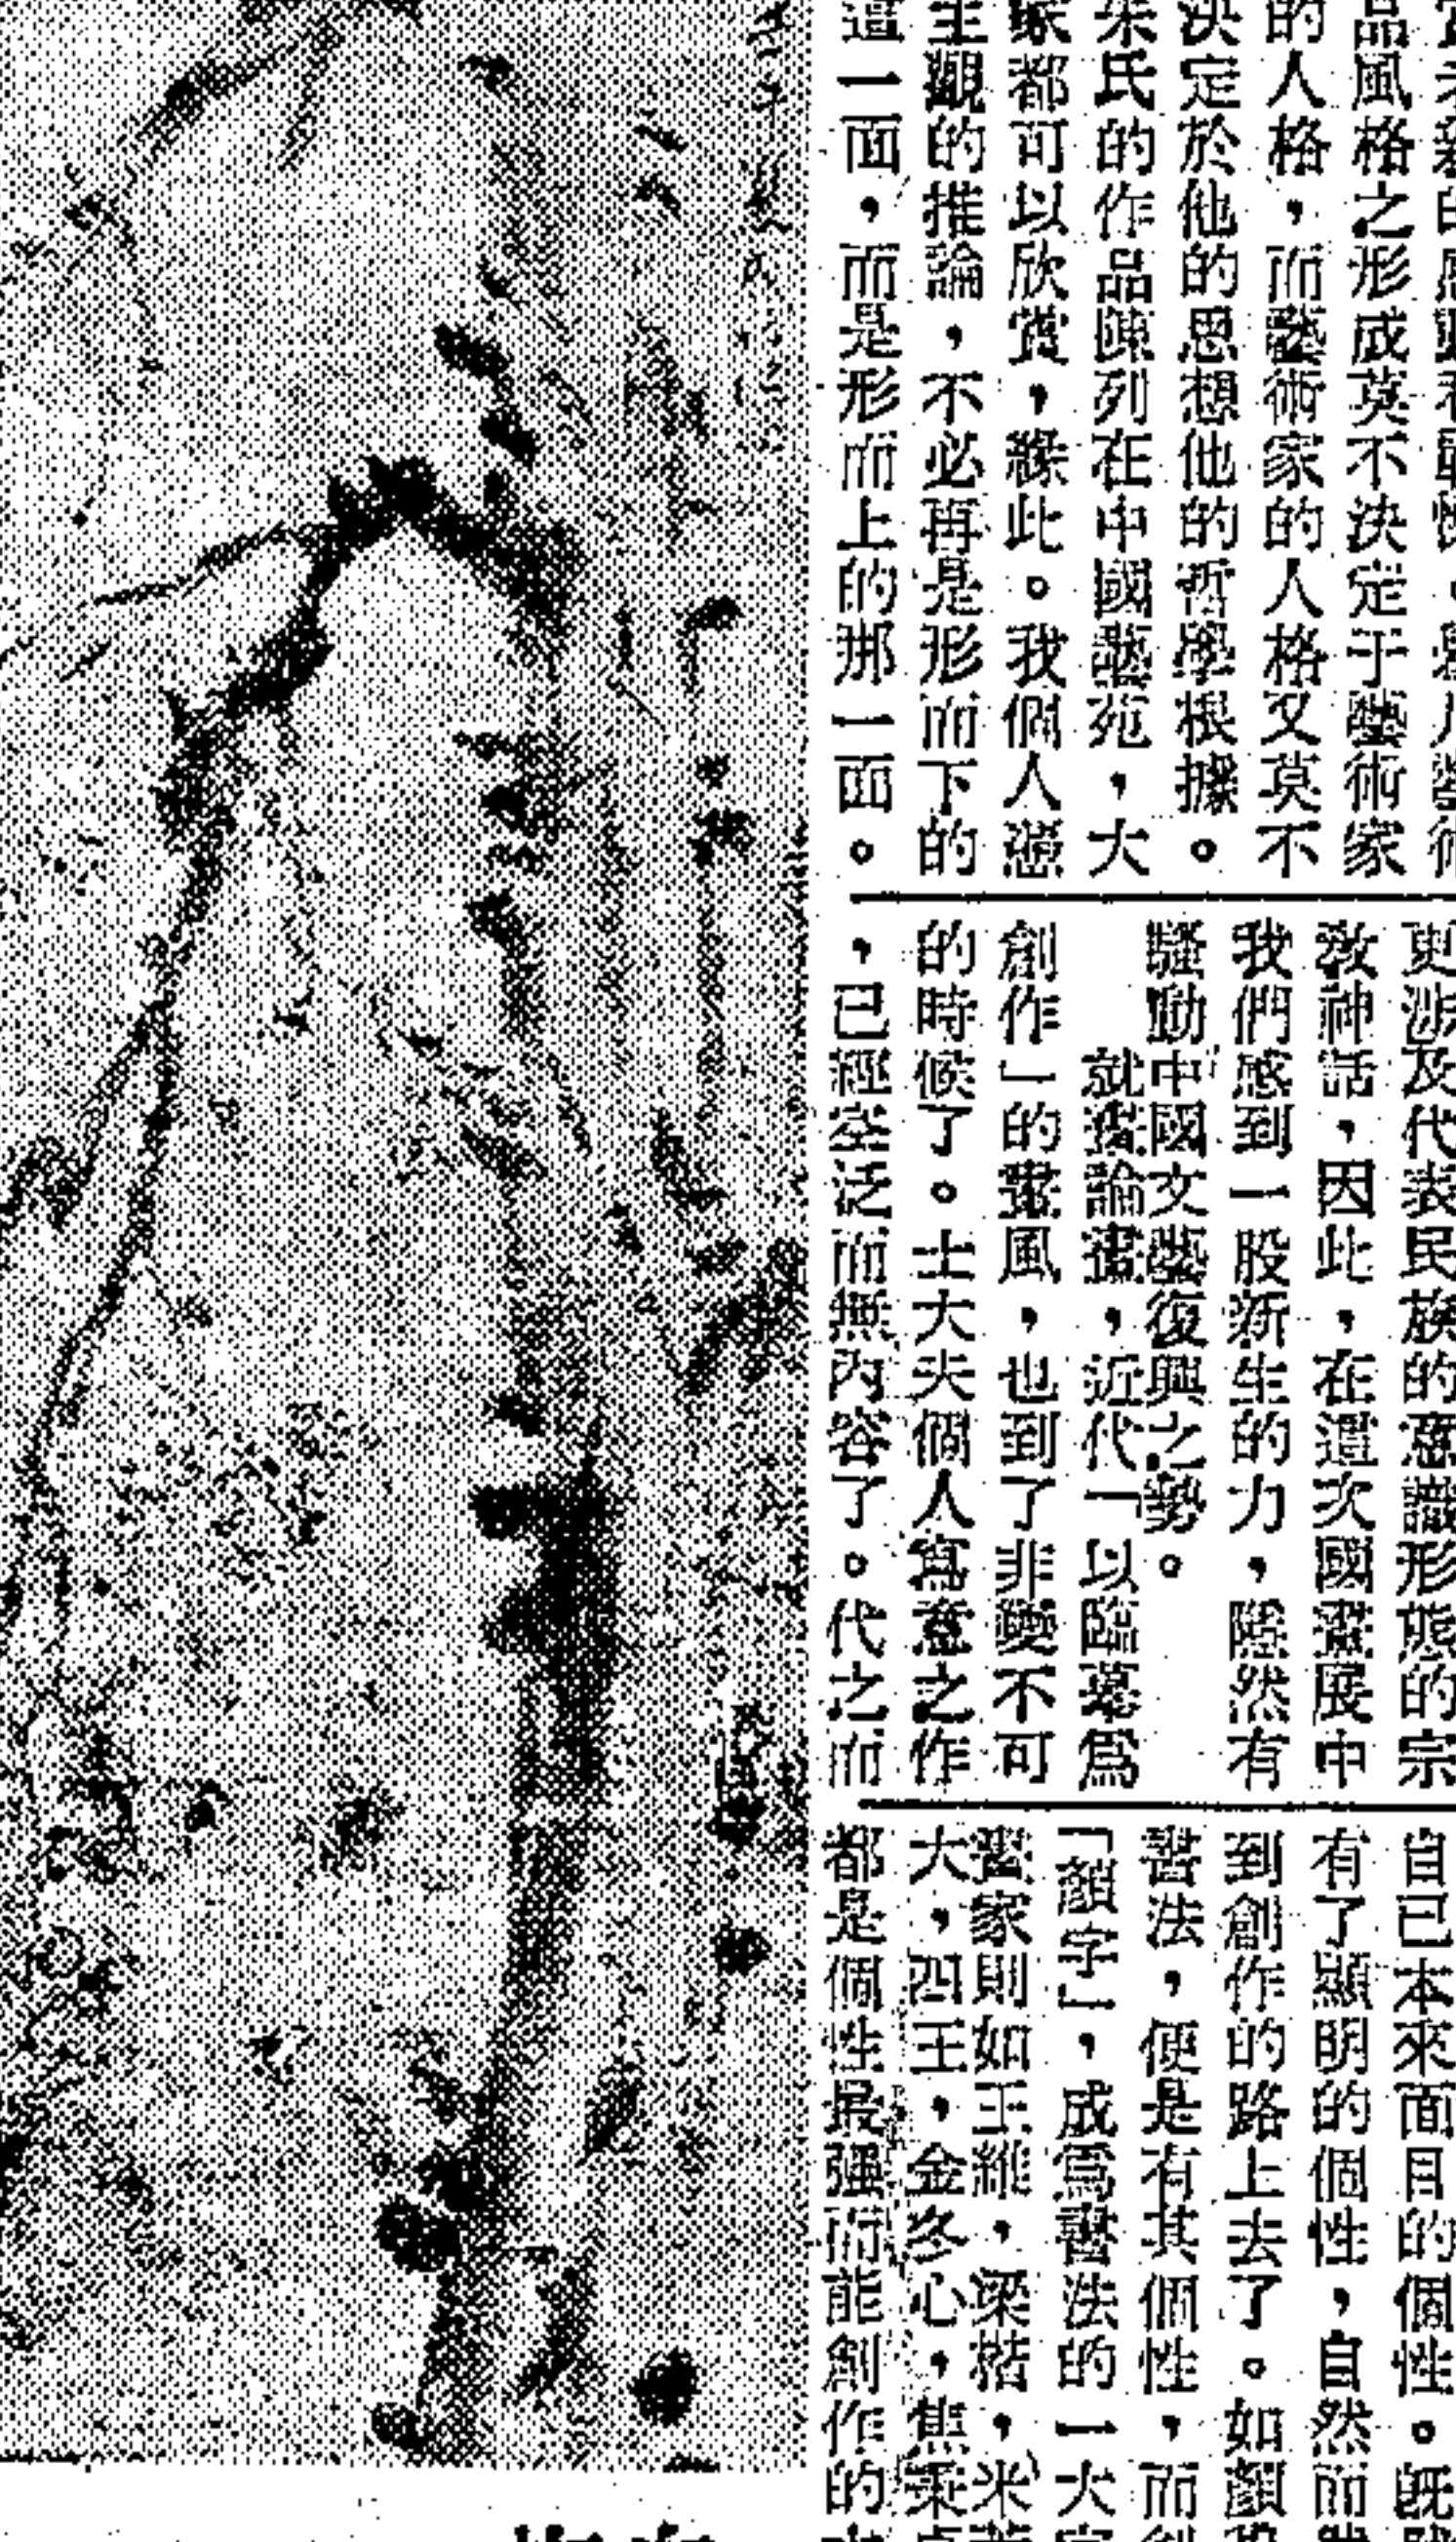 品風格之形成莫不決定于藝術家
的人格，而藝術家的人格又莫不
決定於他的思想他的哲學根據。
朱氏的作品陳列在中國藝苑，大
家都可以欣賞，緣此。我個人憑
主觀的推論，不必再是形而下的
這一面，而是形而上的那一面。
更涉及代表民族的意識形態的宗
教神話，因此，在這次國畫展中
我們感到一股新生的力，隱然有
騷動中國文藝復興之勢。
就擬論畫，近代「以臨摹爲
創作」的畫風，也到了非變不可
的時候了。士大夫個人寫意之作
，已經空泛而無內容了。代之而
自己本來面目的個性。既
有了顯明的個性，自然而
到創作的路上去了。如顏
書法，便是有其個性，而
「顏字」，成爲書法的一大
畫家則如王維，梁楷，米
大，四王，金冬心，焦秉
都是個性最强而能創作的